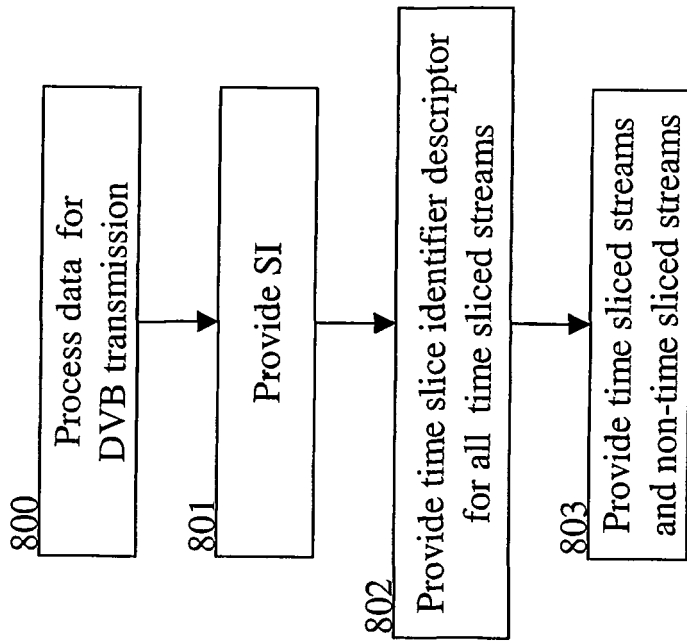 800
Process data for
DVB transmission
801
Provide SI
802
Provide time slice identifier descriptor
for all time sliced streams
803
Provide time sliced streams
and non-time sliced streams